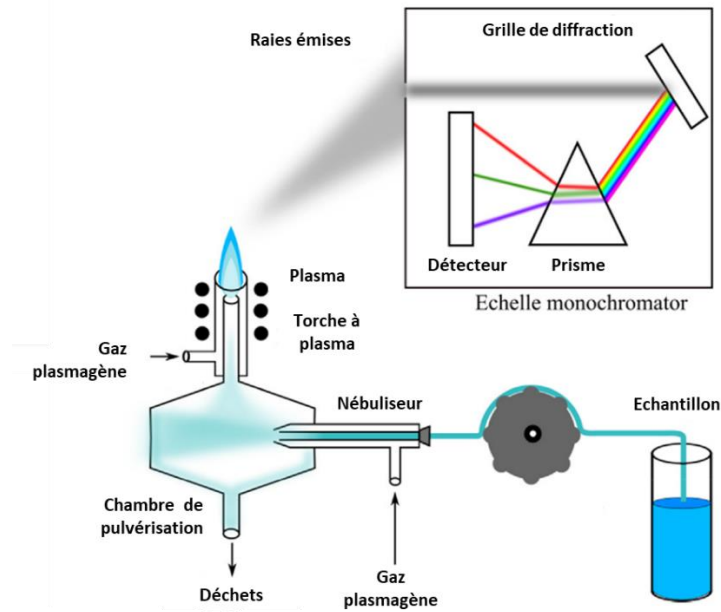 Raies émises
Grille de diffraction
Détecteur
Prisme
Echelle monochromator
Plasma
Torche à
plasma
Gaz
plasmagène
Nébuliseur
Echantillon
Chambre de
pulvérisation
Déchets
Gaz
plasmagène